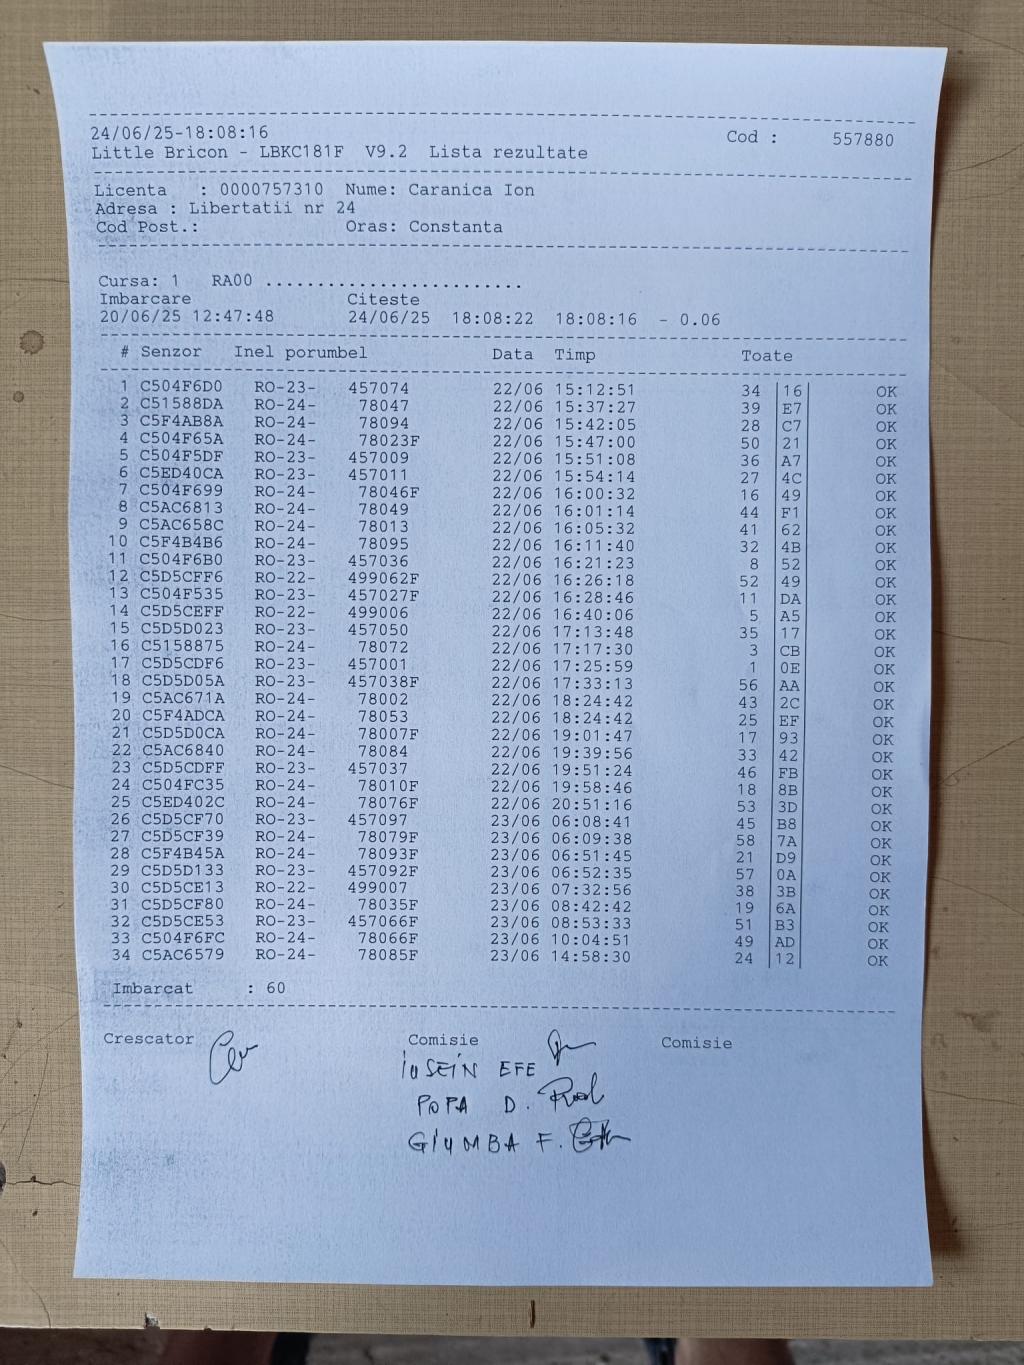 24/06/25-18:08:16 Cod : 557880
Little Bricon - LBKC181F V9.2 Lista rezultate
Licenta : 0000757310 Nume: Caranica Ion
Adresa : Libertatii nr 24
Cod Post.: Oras: Constanta
Cursa: 1 RA00 .........................
Imbarcare Citeste
20/06/25 12:47:48 24/06/25 18:08:22 18:08:16 - 0.06
# Senzor Inel porumbel Data Timp Toate
1 C504F6D0 RO-23- 457074 22/06 15:12:51 34 16 OK
2 C51588DA RO-24- 78047 22/06 15:37:27 39 E7 OK
3 C5F4AB8A RO-24- 78094 22/06 15:42:05 28 C7 OK
4 C504F65A RO-24- 78023F 22/06 15:47:00 50 21 OK
5 C504F5DF RO-23- 457009 22/06 15:51:08 36 A7 OK
6 C5ED40CA RO-23- 457011 22/06 15:54:14 27 4C OK
7 C504F699 RO-24- 78046F 22/06 16:00:32 16 49 OK
8 C5AC6813 RO-24- 78049 22/06 16:01:14 44 F1 OK
9 C5AC658C RO-24- 78013 22/06 16:05:32 41 62 OK
10 C5F4B4B6 RO-24- 78095 22/06 16:11:40 32 4B OK
11 C504F6B0 RO-23- 457036 22/06 16:21:23 8 52 OK
12 C5D5CFF6 RO-22- 499062F 22/06 16:26:18 52 49 OK
13 C504F535 RO-23- 457027F 22/06 16:28:46 11 DA OK
14 C5D5CEFF RO-22- 499006 22/06 16:40:06 5 A5 OK
15 C5D5D023 RO-23- 457050 22/06 17:13:48 35 17 OK
16 C5158875 RO-24- 78072 22/06 17:17:30 3 CB OK
17 C5D5CDF6 RO-23- 457001 22/06 17:25:59 1 0E OK
18 C5D5D05A RO-23- 457038F 22/06 17:33:13 56 AA OK
19 C5AC671A RO-24- 78002 22/06 18:24:42 43 2C OK
20 C5F4ADCA RO-24- 78053 22/06 18:24:42 25 EF OK
21 C5D5D0CA RO-24- 78007F 22/06 19:01:47 17 93 OK
22 C5AC6840 RO-24- 78084 22/06 19:39:56 33 42 OK
23 C5D5CDFF RO-23- 457037 22/06 19:51:24 46 FB OK
24 C504FC35 RO-24- 78010F 22/06 19:58:46 18 8B OK
25 C5ED402C RO-24- 78076F 22/06 20:51:16 53 3D OK
26 C5D5CF70 RO-23- 457097 23/06 06:08:41 45 B8 OK
27 C5D5CF39 RO-24- 78079F 23/06 06:09:38 58 7A OK
28 C5F4B45A RO-24- 78093F 23/06 06:51:45 21 D9 OK
29 C5D5D133 RO-23- 457092F 23/06 06:52:35 57 0A OK
30 C5D5CE13 RO-22- 499007 23/06 07:32:56 38 3B OK
31 C5D5CF80 RO-24- 78035F 23/06 08:42:42 19 6A OK
32 C5D5CE53 RO-23- 457066F 23/06 08:53:33 51 B3 OK
33 C504F6FC RO-24- 78066F 23/06 10:04:51 49 AD OK
34 C5AC6579 RO-24- 78085F 23/06 14:58:30 24 12 OK
Imbarcat : 60
Crescator Comisie Comisie
IUSEIN EFE
POPA D.
GIUMBA F.